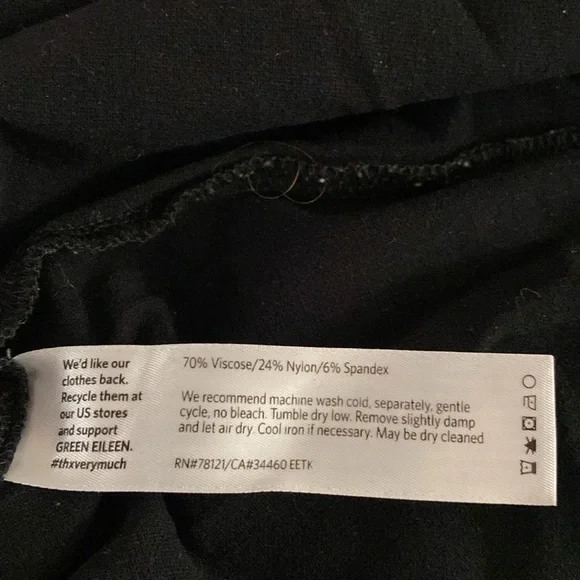 We'd like our
clothes back.
Recycle them at
our US stores
and support
GREEN EILEEN.
#thxverymuch
70% Viscose/24% Nylon/6% Spandex
We recommend machine wash cold, separately, gentle
cycle, no bleach. Tumble dry low. Remove slightly damp
and let air dry. Cool iron if necessary. May be dry cleaned
RN#78121/CA#34460 EETK